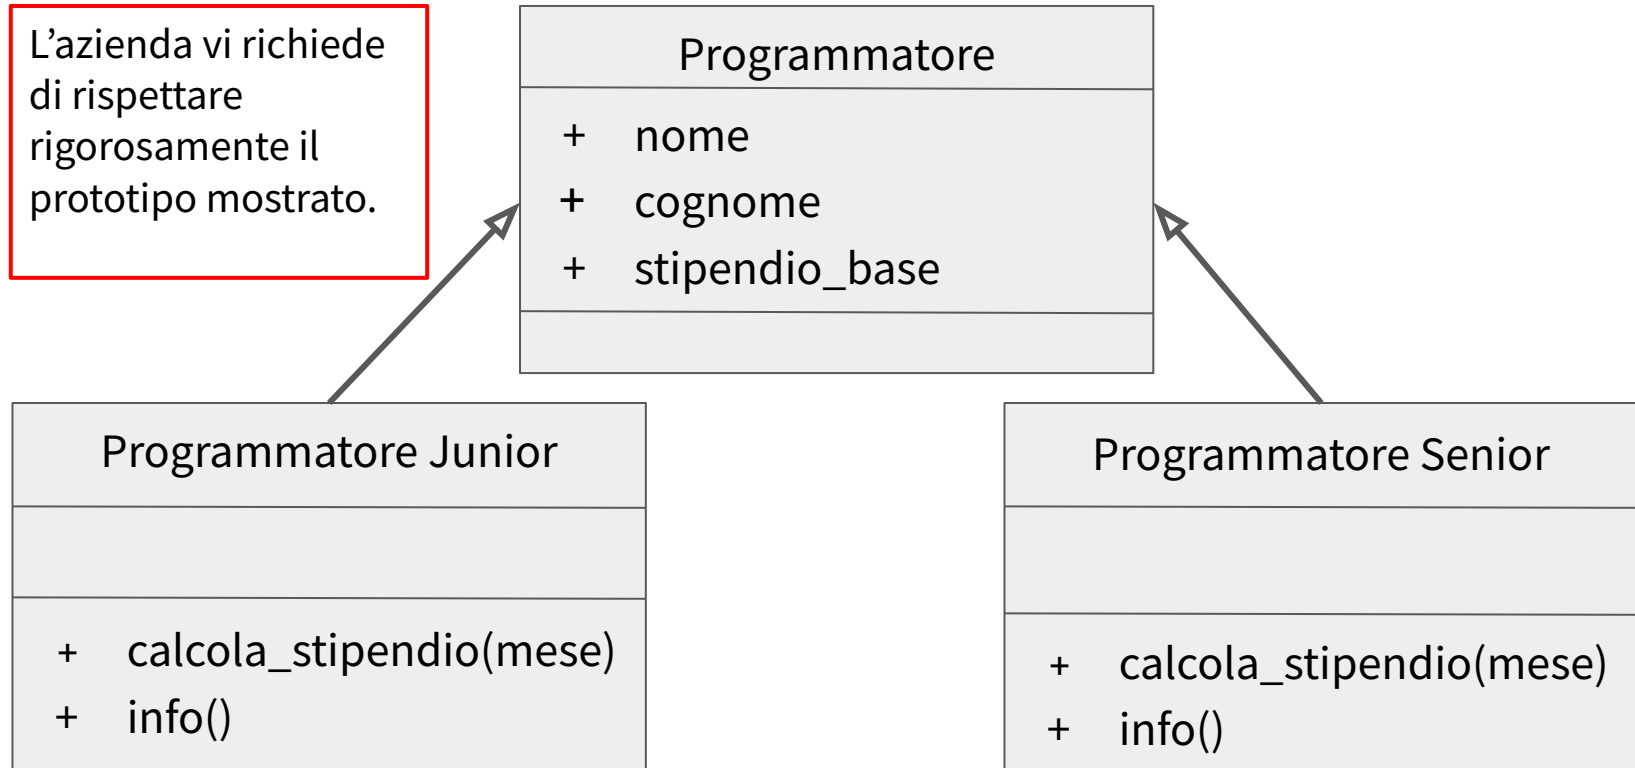 L’azienda vi richiede
di rispettare
rigorosamente il
prototipo mostrato.
Programmatore
+ nome
+ cognome
+ stipendio_base
Programmatore Junior
+ calcola_stipendio(mese)
+ info()
Programmatore Senior
+ calcola_stipendio(mese)
+ info()